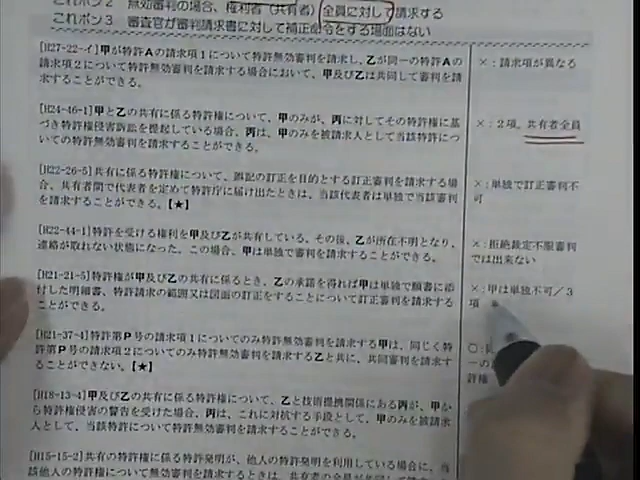 これポン2 無効審判の場合、権利者(共有者)全員に対して請求する
これポン3 審査官が審判請求書に対して補正命令をする場面はない
[H27-22-イ]甲が特許Aの請求項1について特許無効審判を請求し、乙が同一の特許Aの
請求項2について特許無効審判を請求する場合において、甲及び乙は共同して審判を請
求することができる。
×:請求項が異なる
[H24-46-1]甲と乙の共有に係る特許権について、甲のみが、丙に対してその特許権に基
づき特許権侵害訴訟を提起している場合、丙は、甲のみを被請求人として当該特許につ
いての特許無効審判を請求することができる。
×:2項。共有者全員
[H22-26-5]共有に係る特許権について、誤記の訂正を目的とする訂正審判を請求する場
合、共有者間で代表者を定めて特許庁に届け出たときは、当該代表者は単独で当該審判
を請求することができる。【★】
×:単独で訂正審判不
可
[H22-44-1]特許を受ける権利を甲及び乙が共有している。その後、乙が所在不明となり、
連絡が取れない状態になった。この場合、甲は単独で審判を請求することができる。
×:拒絶裁定不服審判
では出来ない
[H21-21-5]特許権が甲及び乙の共有に係るとき、乙の承諾を得れば甲は単独で願書に添
付した明細書、特許請求の範囲又は図面の訂正をすることについて訂正審判を請求する
ことができる。
×:甲は単独不可/3
項
[H21-37-4]特許第P号の請求項1についてのみ特許無効審判を請求する甲は、同じく特
許第P号の請求項2についてのみ特許無効審判を請求する乙と共に、共同審判を請求す
ることができない。【★】
○:
一の
許権
[H18-13-4]甲及び乙の共有に係る特許権について、乙と技術提携関係にある丙が、甲か
ら特許権侵害の警告を受けた場合、丙は、これに対抗する手段として、甲のみを被請求
人として、当該特許について特許無効審判を請求することができる。
[H15-15-2]共有の特許権に係る特許権者が、他人の特許発明を利用している場合に、当